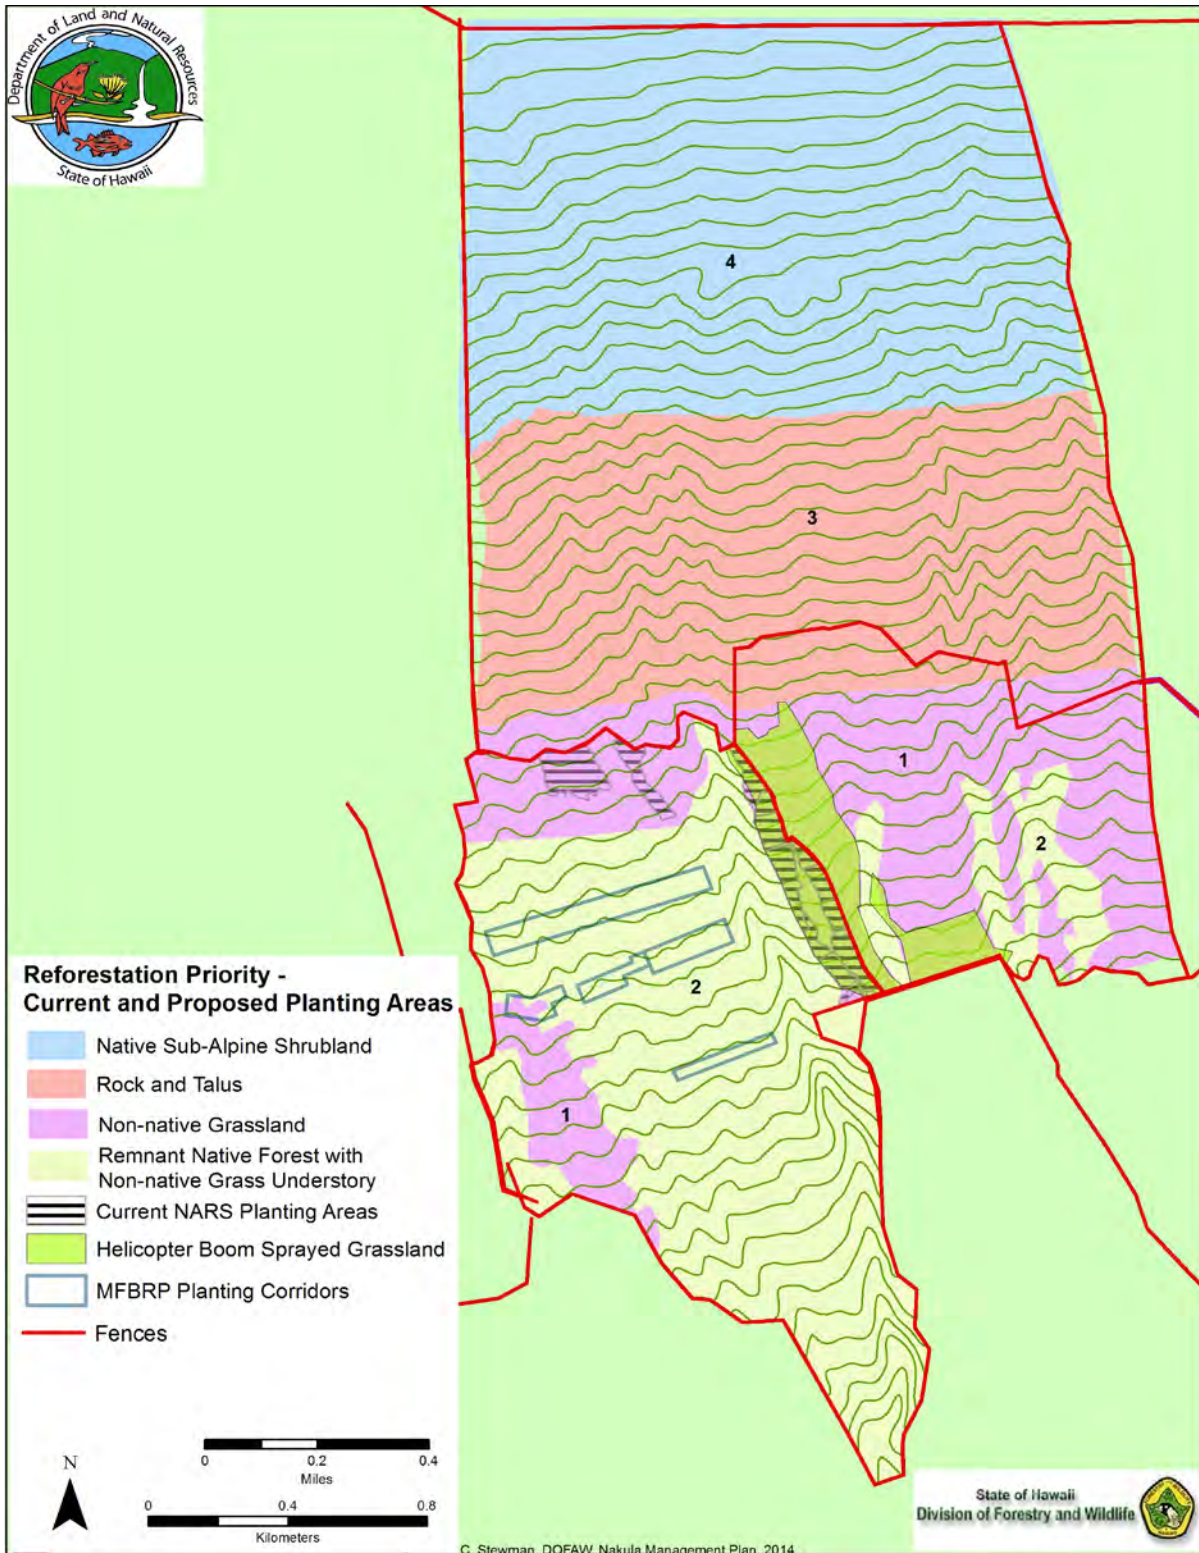 Department of Land and Natural Resources
State of Hawaii
4
3
1
2
2
1
Reforestation Priority -
Current and Proposed Planting Areas
Native Sub-Alpine Shrubland
Rock and Talus
Non-native Grassland
Remnant Native Forest with
Non-native Grass Understory
Current NARS Planting Areas
Helicopter Boom Sprayed Grassland
MFBRP Planting Corridors
Fences
N
0 0.2 0.4
Miles
0 0.4 0.8
Kilometers
State of Hawaii
Division of Forestry and Wildlife
C. Stewman, DOFAW, Nakula Management Plan, 2014